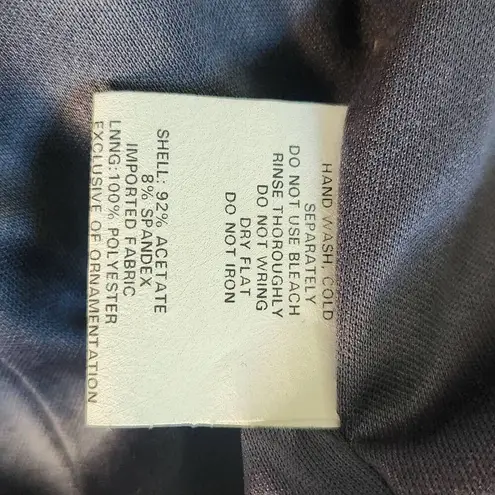 HAND WASH, COLD
SEPARATELY
DO NOT USE BLEACH
RINSE THOROUGHLY
DO NOT WRING
DRY FLAT
DO NOT IRON
SHELL: 92% ACETATE
8% SPANDEX
IMPORTED FABRIC
LNNG:100% POLYESTER
EXCLUSIVE OF ORNAMENTATION